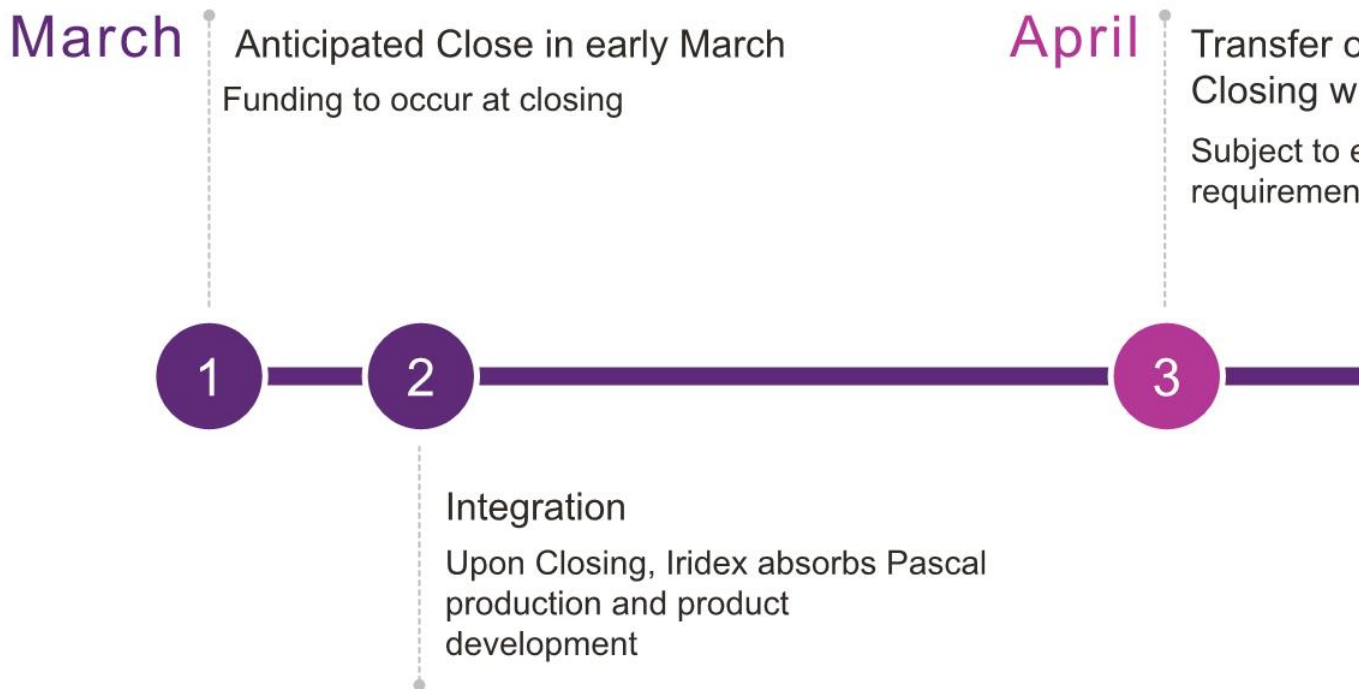 March
Anticipated Close in early March
Funding to occur at closing
April
Transfer
Closing
Subject to
1
2
3
Integration
Upon Closing, Iridex absorbs Pascal
production and product
development